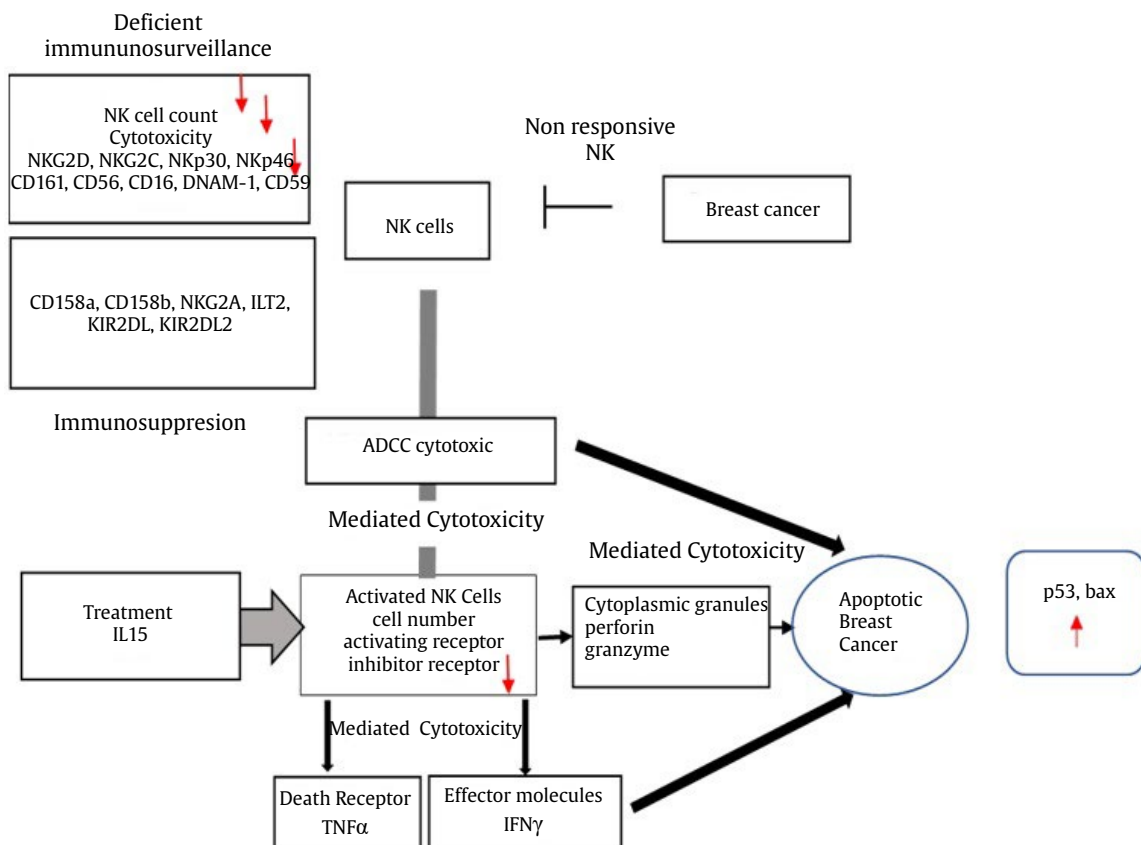 Deficient
immununosurveillance
NK cell count
Cytotoxicity
NKG2D, NKG2C, NKp30, NKp46
CD161, CD56, CD16, DNAM-1, CD59
Non responsive
NK
NK cells
Breast cancer
CD158a, CD158b, NKG2A, ILT2,
KIR2DL, KIR2DL2
Immunosuppresion
ADCC cytotoxic
Mediated Cytotoxicity
Mediated Cytotoxicity
Treatment
IL15
Activated NK Cells
cell number
activating receptor
inhibitor receptor
Cytoplasmic granules
perforin
granzyme
Apoptotic
Breast
Cancer
p53, bax
Mediated Cytotoxicity
Death Receptor
TNFα
Effector molecules
IFNγ